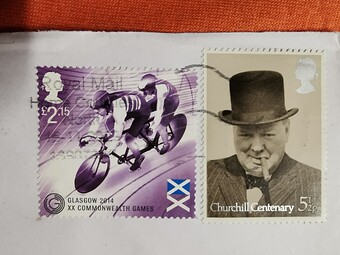 Royal Mail
£2.15
GLASGOW 2014
XX COMMONWEALTH GAMES
Churchill Centenary 5½p